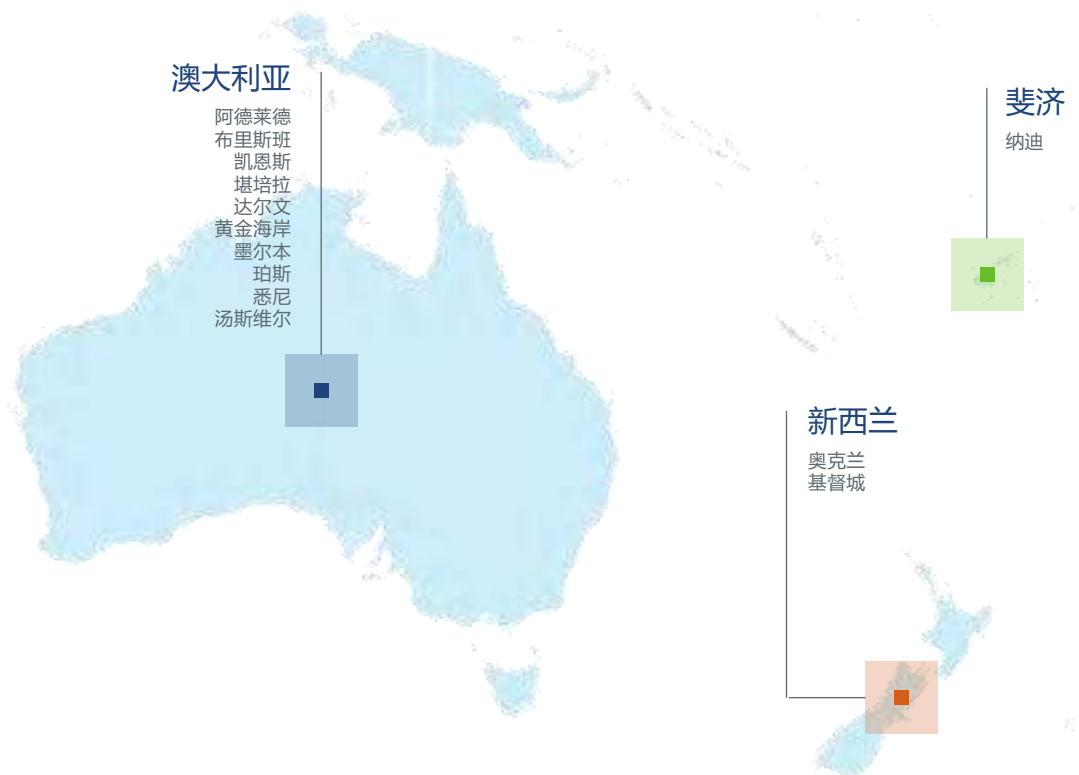 澳大利亚
阿德莱德
布里斯班
凯恩斯
堪培拉
达尔文
黄金海岸
墨尔本
珀斯
悉尼
汤斯维尔
斐济
纳迪
新西兰
奥克兰
基督城